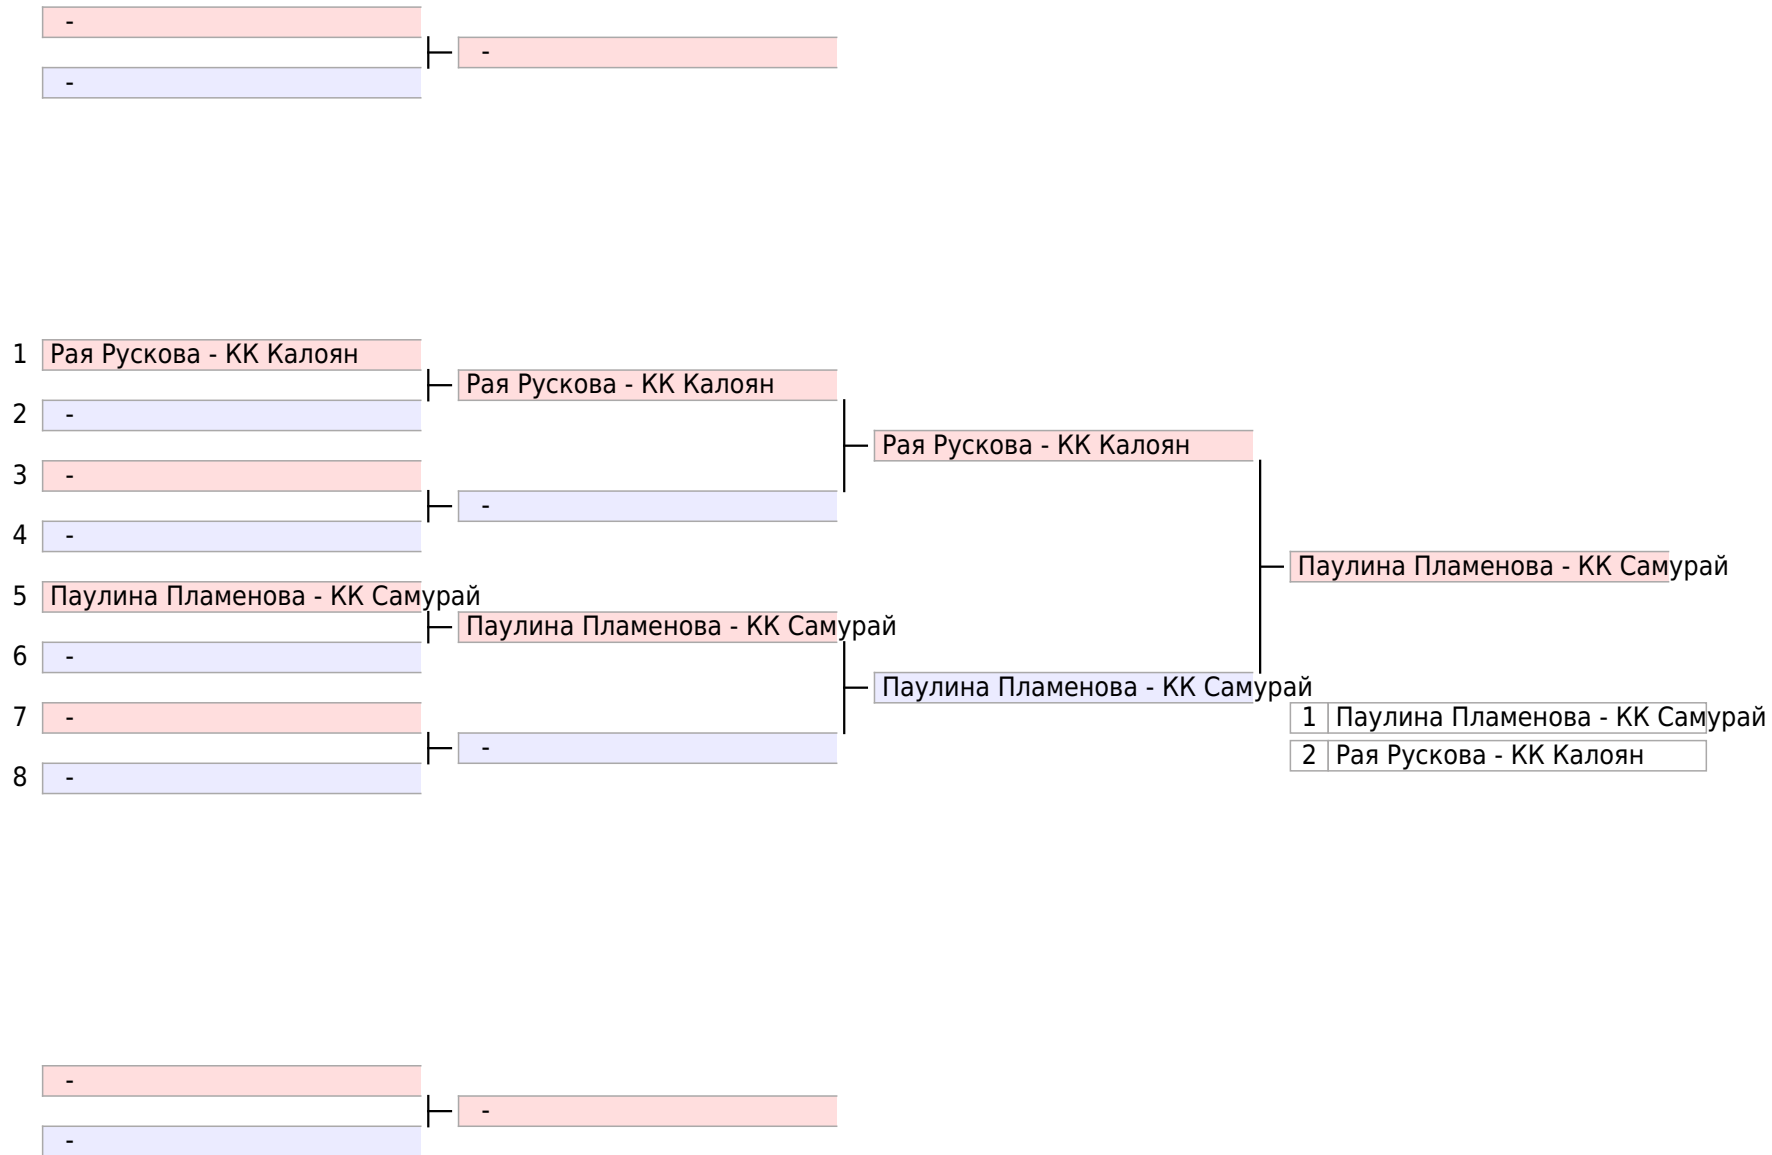 -
-
-
1 Рая Рускова - КК Калоян
Рая Рускова - КК Калоян
2 -
Рая Рускова - КК Калоян
3 -
-
4 -
Паулина Пламенова - КК Самурай
5 Паулина Пламенова - КК Самурай
Паулина Пламенова - КК Самурай
6 -
Паулина Пламенова - КК Самурай
7 -
1 Паулина Пламенова - КК Самурай
-
2 Рая Рускова - КК Калоян
8 -
-
-
-